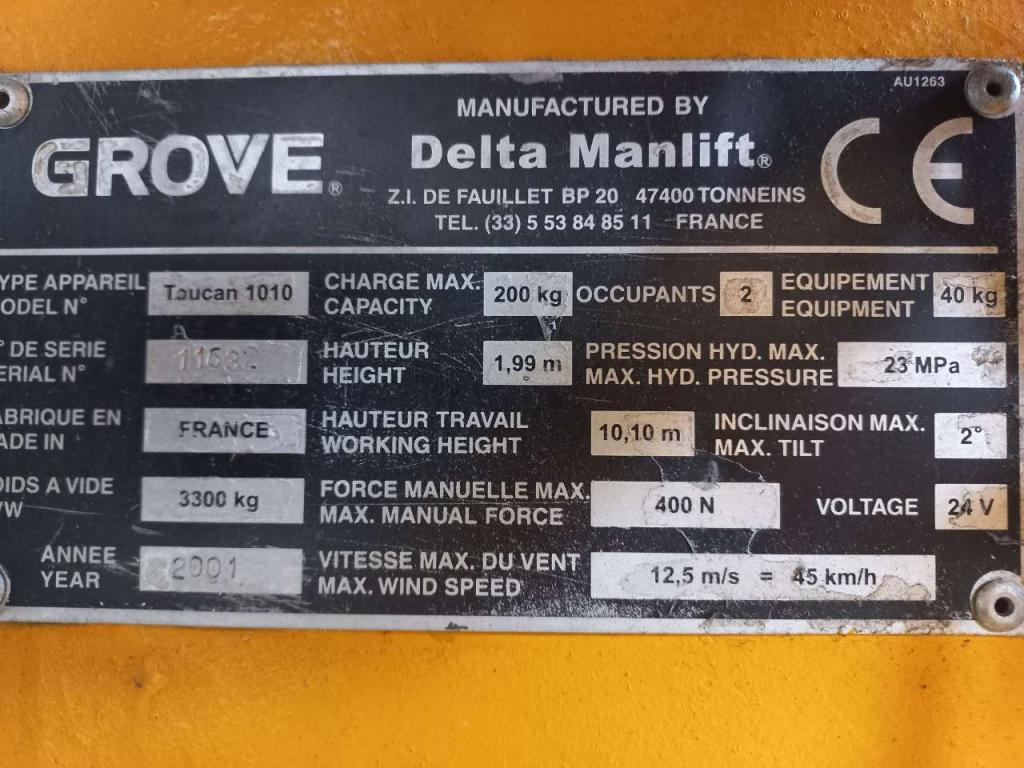 AU1263
MANUFACTURED BY
GROVE® Delta Manlift® CE
Z.I. DE FAUILLET BP 20 47400 TONNEINS
TEL. (33) 5 53 84 85 11 FRANCE
YPE APPAREIL Toucan 1010 CHARGE MAX. 200 kg OCCUPANTS 2 EQUIPEMENT 40 kg
ODEL N° CAPACITY EQUIPMENT
° DE SERIE HAUTEUR 1,99 m PRESSION HYD. MAX. 23 MPa
ERIAL N° HEIGHT MAX. HYD. PRESSURE
ABRIQUE EN FRANCE HAUTEUR TRAVAIL 10,10 m INCLINAISON MAX. 2°
ADE IN WORKING HEIGHT MAX. TILT
OIDS A VIDE 3300 kg FORCE MANUELLE MAX. 400 N VOLTAGE 24 V
VW MAX. MANUAL FORCE
ANNEE 2001 VITESSE MAX. DU VENT 12,5 m/s = 45 km/h
YEAR MAX. WIND SPEED